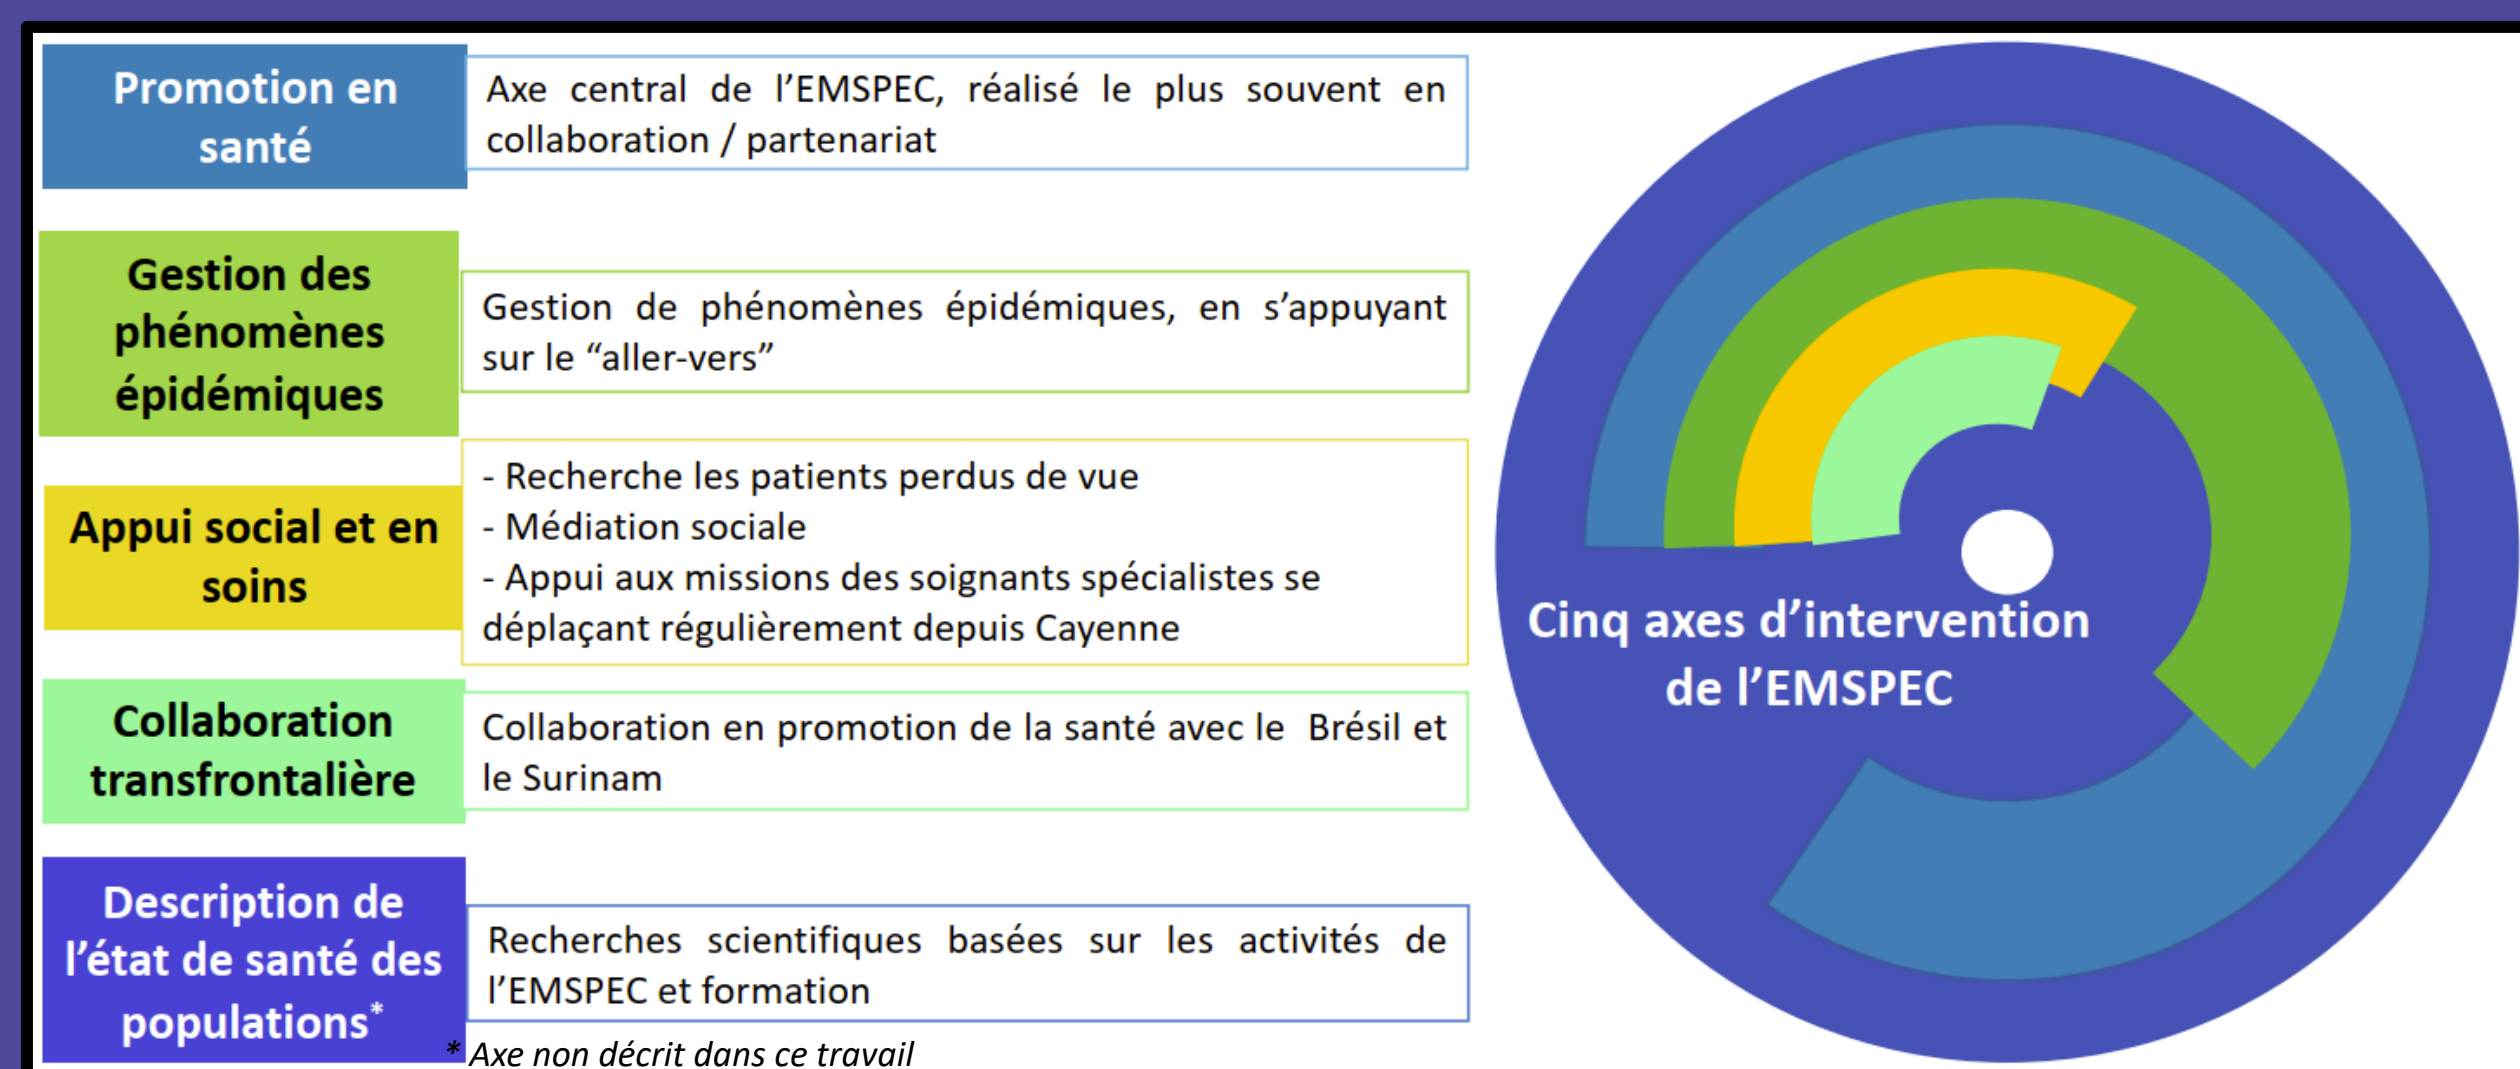 Promotion en
santé
Axe central de l’EMSPEC, réalisé le plus souvent en
collaboration / partenariat
Gestion des
phénomènes
épidémiques
Gestion de phénomènes épidémiques, en s’appuyant
sur le “aller-vers”
Appui social et en
soins
- Recherche les patients perdus de vue
- Médiation sociale
- Appui aux missions des soignants spécialistes se
déplaçant régulièrement depuis Cayenne
Collaboration
transfrontalière
Collaboration en promotion de la santé avec le Brésil et
le Surinam
Description de
l’état de santé des
populations*
Recherches scientifiques basées sur les activités de
l’EMSPEC et formation
* Axe non décrit dans ce travail
Cinq axes d’intervention
de l’EMSPEC